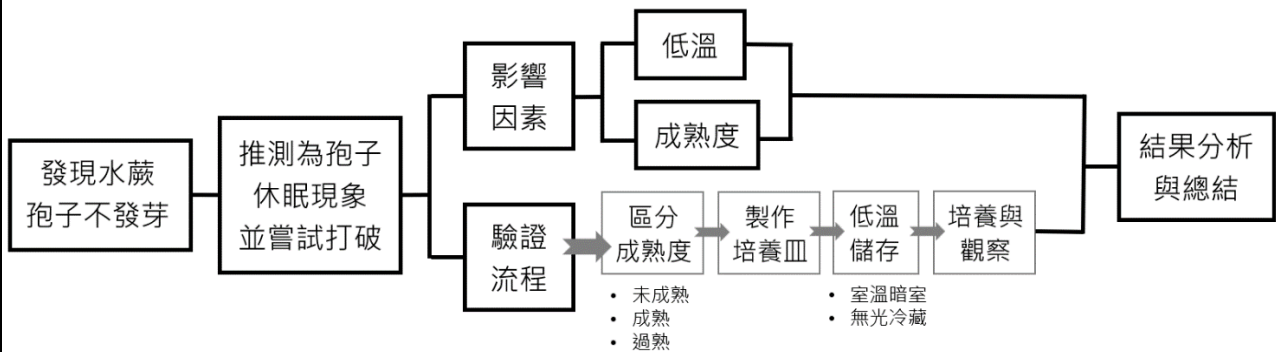 發現水蕨
孢子不發芽
推測為孢子
休眠現象
並嘗試打破
影響
因素
低溫
成熟度
驗證
流程
區分
成熟度
• 未成熟
• 成熟
• 過熟
製作
培養皿
低溫
儲存
• 室溫暗室
• 無光冷藏
培養與
觀察
結果分析
與總結